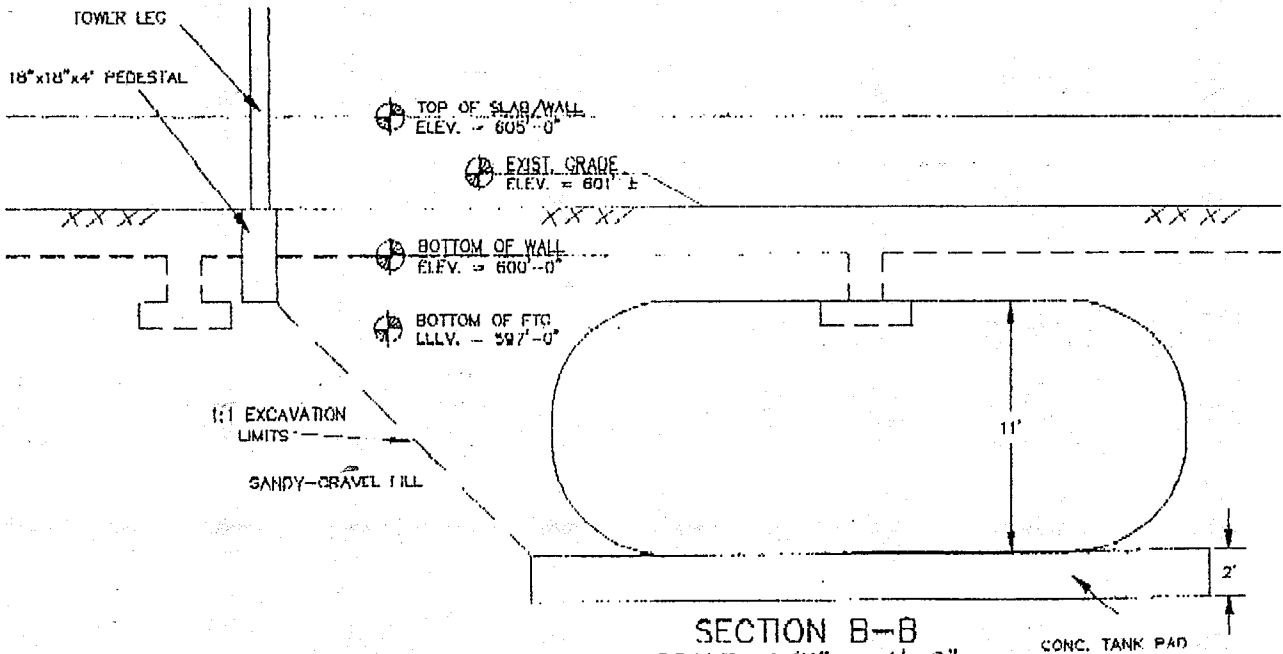 TOWER LEG
18"x18"x4' PEDESTAL
TOP OF SLAB/WALL
ELEV. = 605'-0"
EXIST. GRADE
ELEV. = 601' ±
BOTTOM OF WALL
ELEV. = 600'-0"
BOTTOM OF FTG
ELEV. = 597'-0"
1:1 EXCAVATION
LIMITS
SANDY-GRAVEL FILL
11'
2'
SECTION B-B
CONC. TANK PAD